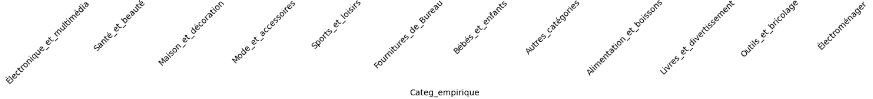 Électronique_et_multimédia
Santé_et_beauté
Maison_et_décoration
Mode_et_accessoires
Sports_et_loisirs
Fournitures_de_Bureau
Bébés_et_enfants
Autres_catégories
Alimentation_et_boissons
Livres_et_divertissement
Outils_et_bricolage
Électroménager
Categ_empirique